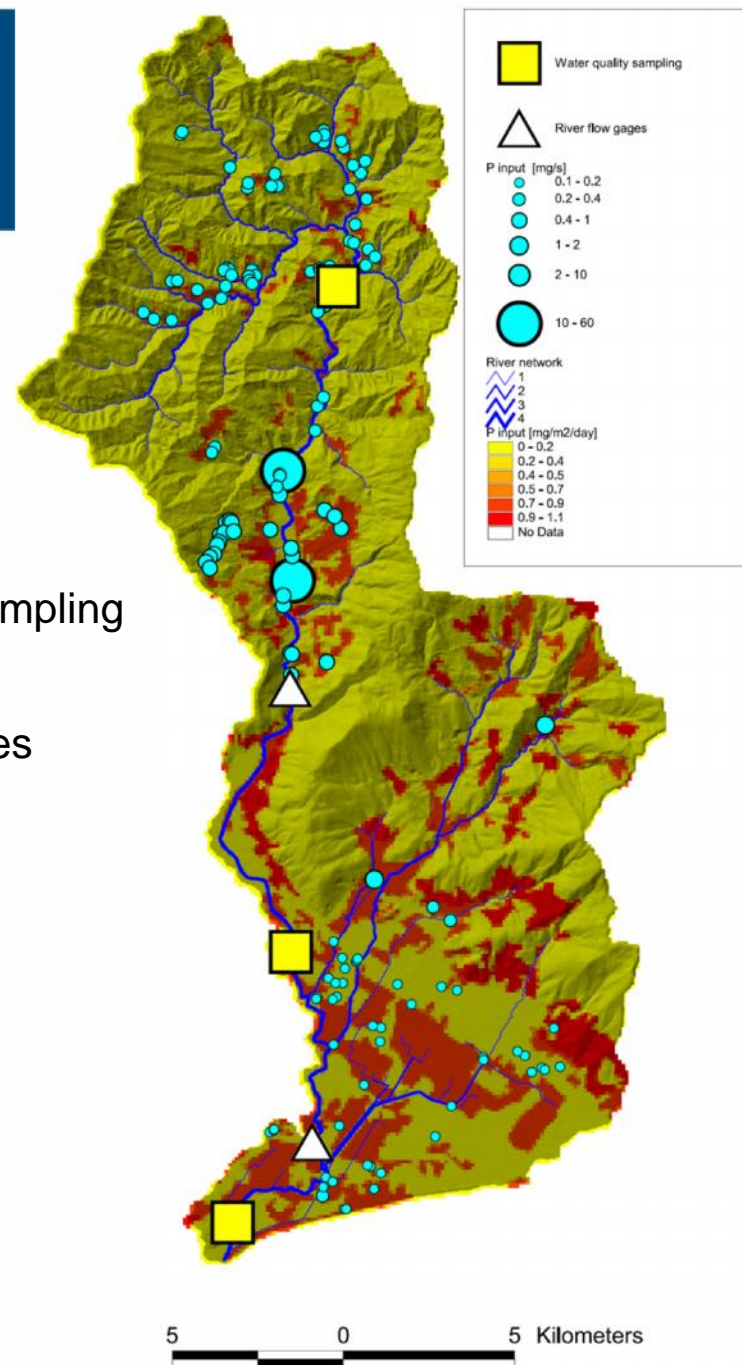 Water quality sampling
River flow gages
P input [mg/s]
0.1 - 0.2
0.2 - 0.4
0.4 - 1
1 - 2
2 - 10
10 - 60
River network
1
2
3
4
P input [mg/m2/day]
0 - 0.2
0.2 - 0.4
0.4 - 0.5
0.5 - 0.7
0.7 - 0.9
0.9 - 1.1
No Data
mpling
es
5 0 5 Kilometers